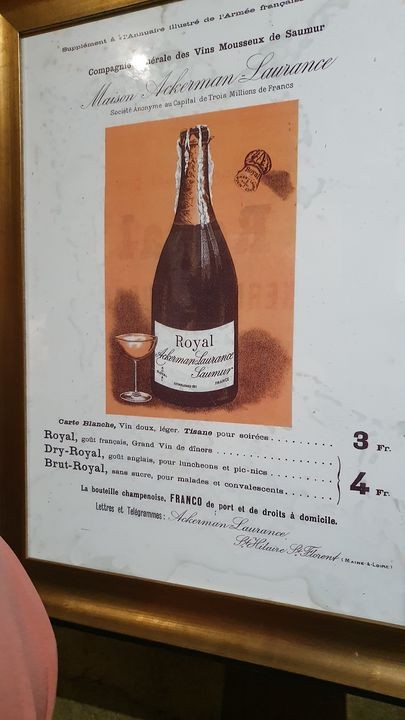 Supplément à l'Annuaire illustré de l'Armée française
Compagnie Générale des Vins Mousseux de Saumur
Maison Ackerman-Laurance
Société Anonyme au Capital de Trois Millions de Francs
Royal
Royal
Ackerman-Laurance
Saumur
FRANCE
Carte Blanche, Vin doux, léger. Tisane pour soirées .......... 3 Fr.
Royal, goût français, Grand Vin de dîners ..........
Dry-Royal, goût anglais, pour luncheons et pic-nics .......... 4 Fr.
Brut-Royal, sans sucre, pour malades et convalescents ..........
La bouteille champenoise, FRANCO de port et de droits à domicile.
Lettres et Télégrammes : Ackerman-Laurance
St Hilaire St Florent (MAINE-&-LOIRE)